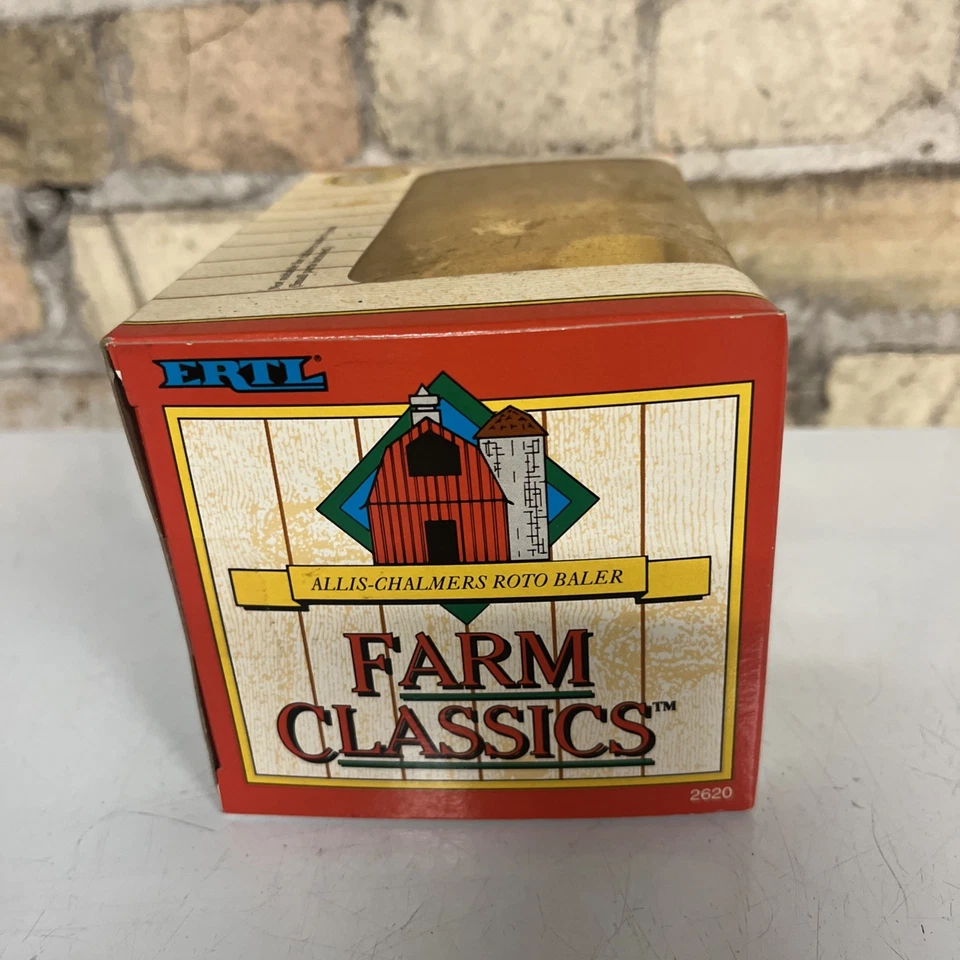 ERTL®
ALLIS-CHALMERS ROTO BALER
FARM
CLASSICS™
2620